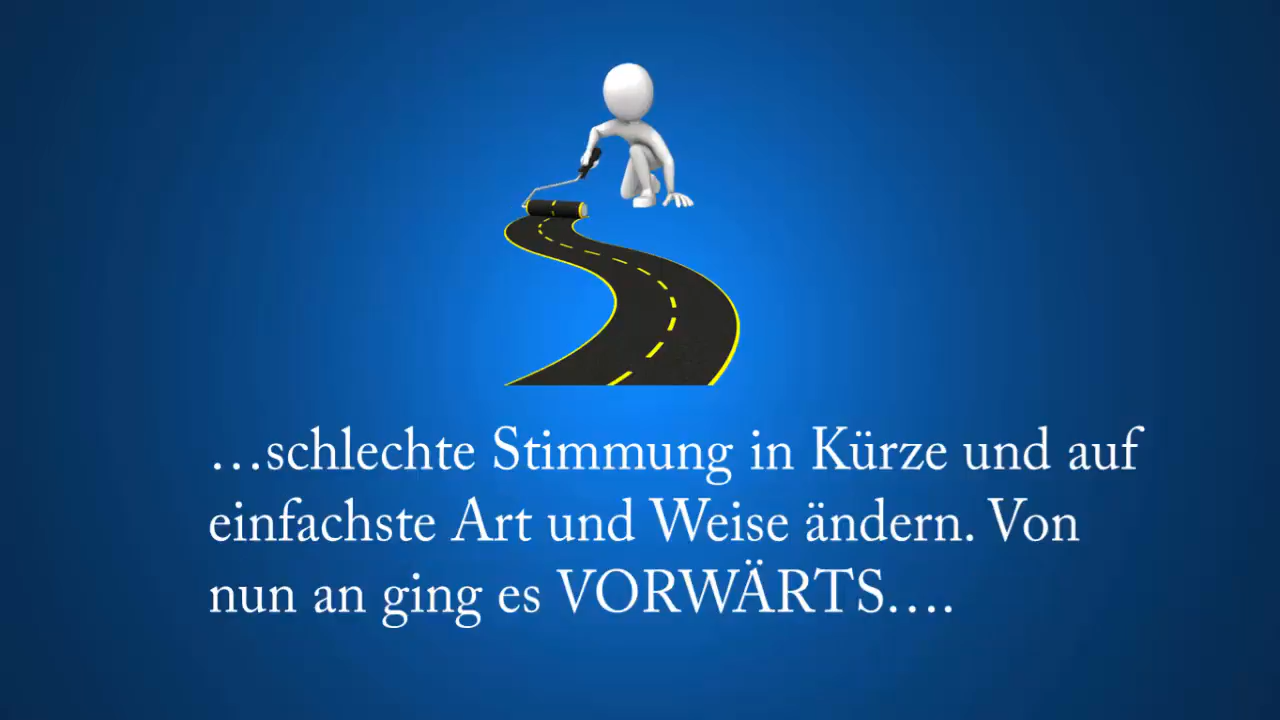 …schlechte Stimmung in Kürze und auf
einfachste Art und Weise ändern. Von
nun an ging es VORWÄRTS….